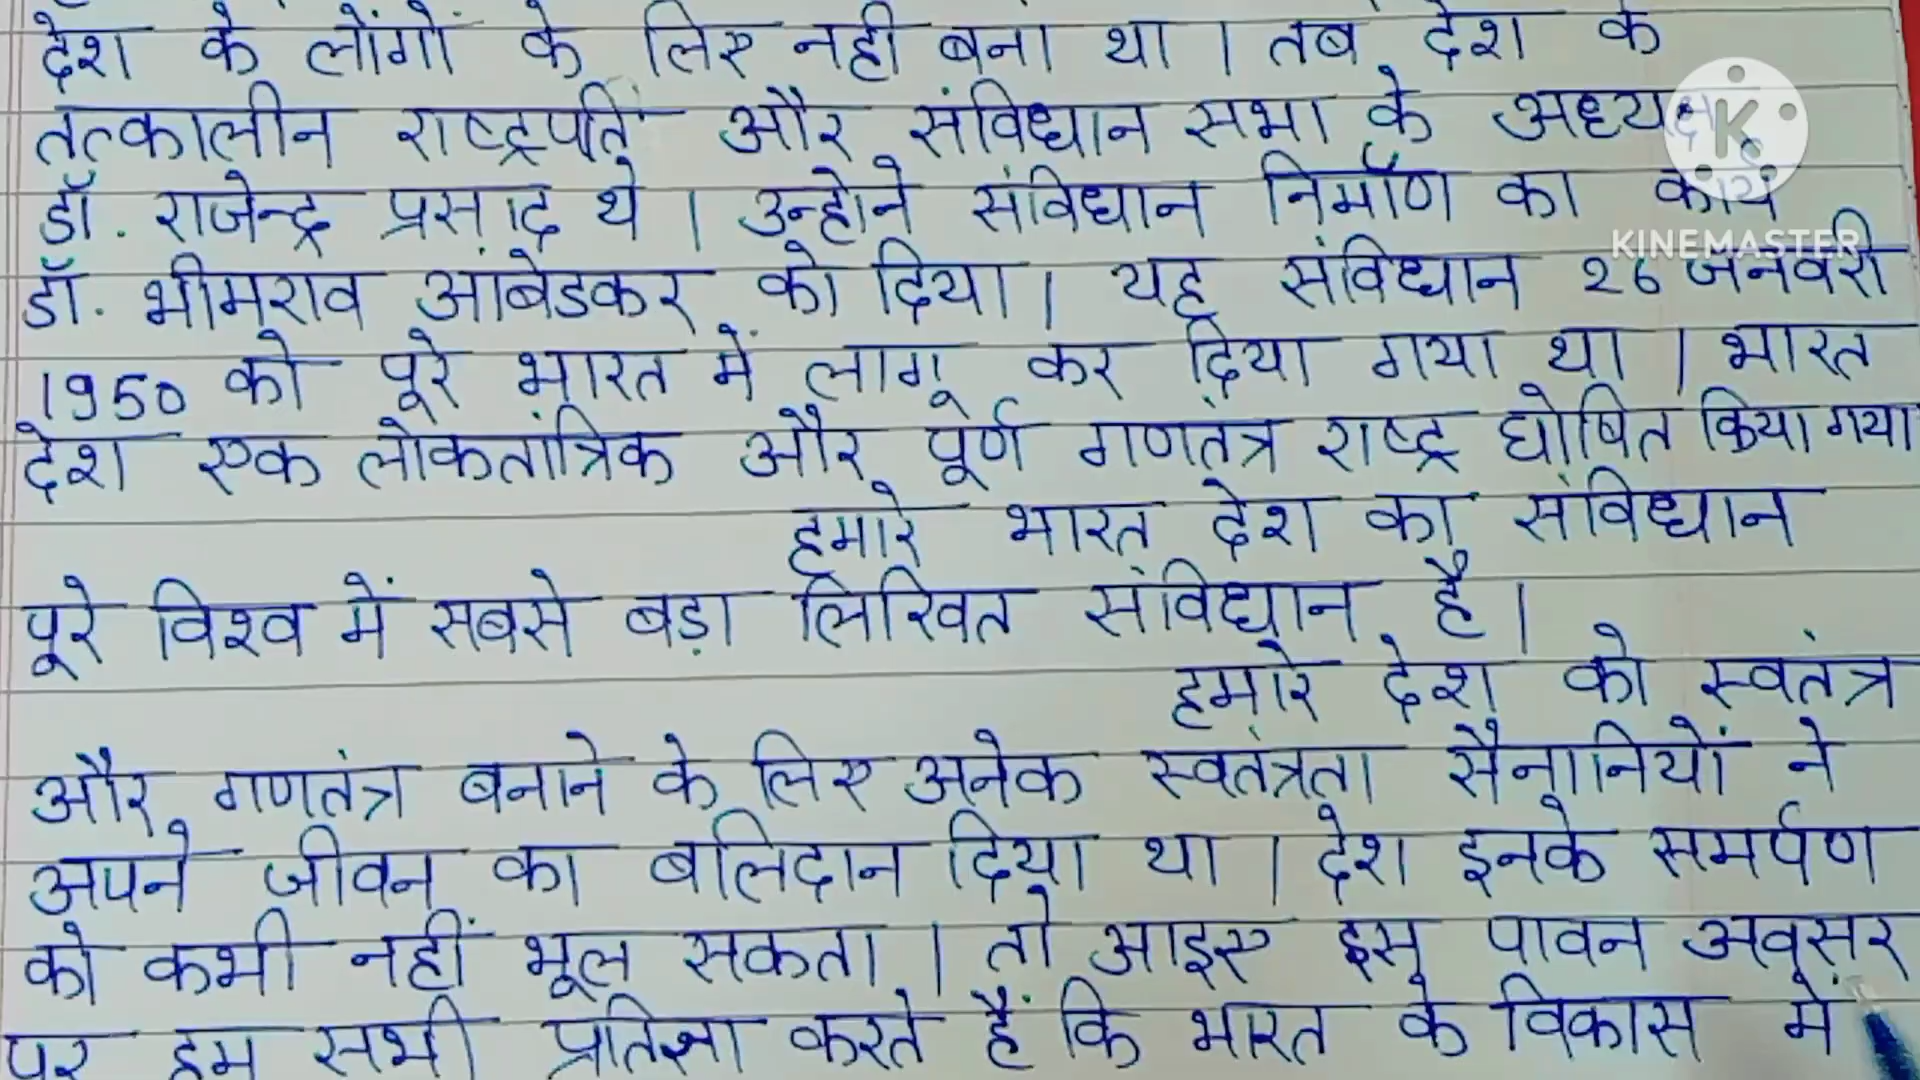 देश के लोंगों के लिए नही बना था । तब देश के
तत्कालीन राष्ट्रपति और संविधान सभा के अध्यक्ष
डॉ. राजेन्द्र प्रसाद थे । उन्होने संविधान निर्माण का कार्य
डॉ. भीमराव आंबेडकर को दिया । यह संविधान 26 जनवरी
1950 को पूरे भारत में लागू कर दिया गया था । भारत
देश एक लोकतांत्रिक और पूर्ण गणतंत्र राष्ट्र घोषित किया गया
हमारे भारत देश का संविधान
पूरे विश्व में सबसे बड़ा लिखित संविधान है ।
हमारे देश को स्वतंत्र
और गणतंत्र बनाने के लिए अनेक स्वतंत्रता सैनानियों ने
अपने जीवन का बलिदान दिया था । देश इनके समर्पण
को कभी नहीं भूल सकता । तो आइए इस पावन अवसर
पर हम सभी प्रतिज्ञा करते हैं कि भारत के विकास में
K
KINEMASTER